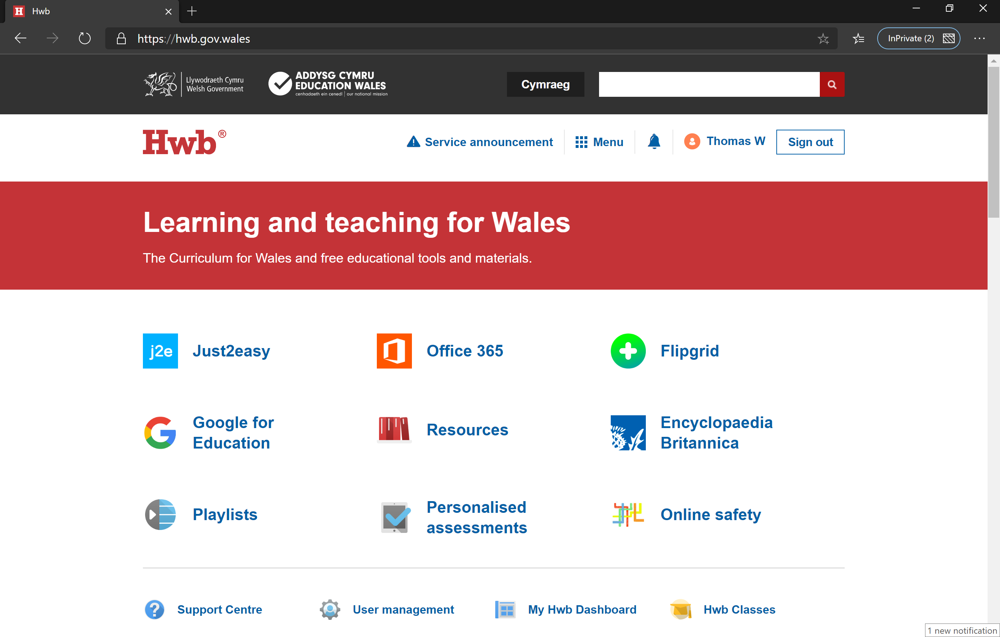 H Hwb
https://hwb.gov.wales
InPrivate (2)
Llywodraeth Cymru
Welsh Government
ADDYSG CYMRU
EDUCATION WALES
cenhadaeth ein cenedl | our national mission
Cymraeg
Hwb®
Service announcement
Menu
Thomas W
Sign out
Learning and teaching for Wales
The Curriculum for Wales and free educational tools and materials.
j2e
Just2easy
Office 365
Flipgrid
Google for
Education
Resources
Encyclopaedia
Britannica
Playlists
Personalised
assessments
Online safety
Support Centre
User management
My Hwb Dashboard
Hwb Classes
1 new notification